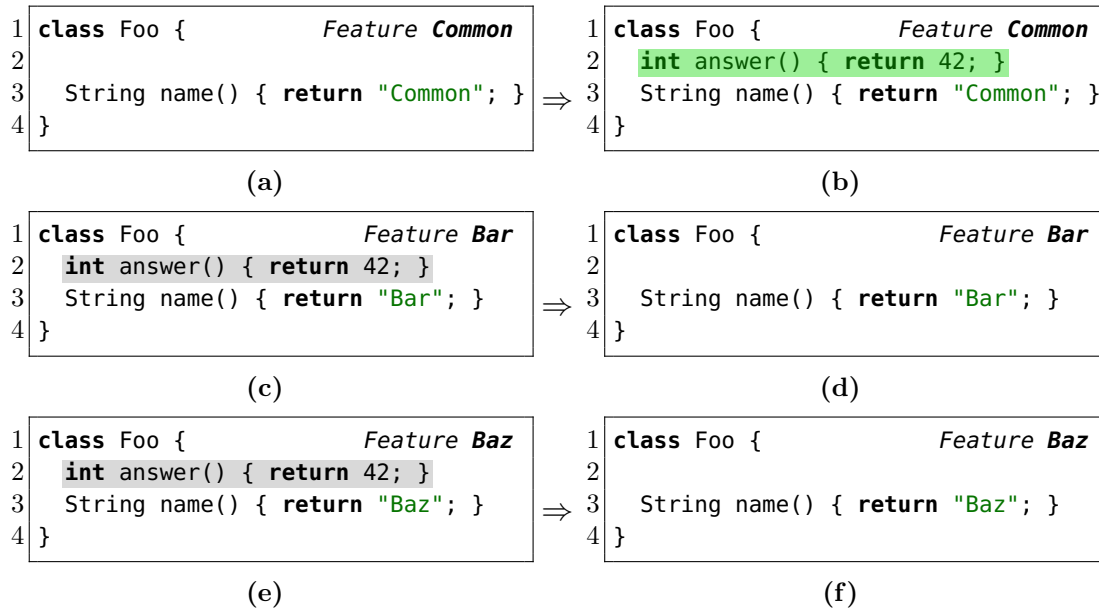 1 class Foo { Feature Common
2
3 String name() { return "Common"; }
4 }
(a)
⇒
1 class Foo { Feature Common
2 int answer() { return 42; }
3 String name() { return "Common"; }
4 }
(b)
1 class Foo { Feature Bar
2 int answer() { return 42; }
3 String name() { return "Bar"; }
4 }
(c)
⇒
1 class Foo { Feature Bar
2
3 String name() { return "Bar"; }
4 }
(d)
1 class Foo { Feature Baz
2 int answer() { return 42; }
3 String name() { return "Baz"; }
4 }
(e)
⇒
1 class Foo { Feature Baz
2
3 String name() { return "Baz"; }
4 }
(f)